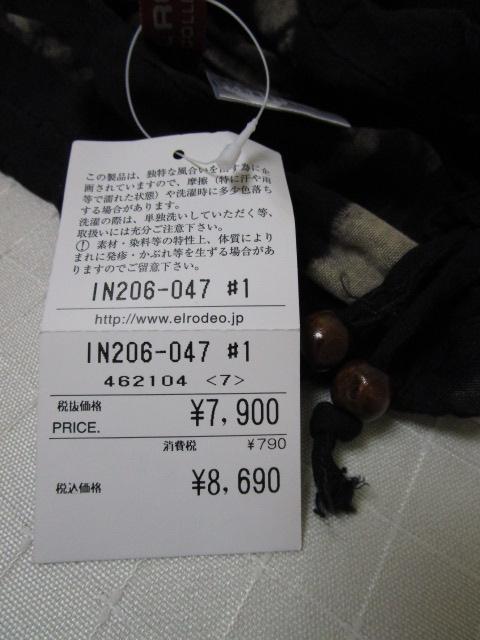 COLL
この製品は、独特な風合いを出す為に企
画されていますので、摩擦（特に汗や雨
等で濡れた状態）や洗濯時に多少色落ち
する場合があります。
洗濯の際は、単独洗いしていただく等、
取扱いには充分ご注意下さい。
① 素材・染料等の特性上、体質により
まれに発疹・かぶれ等を生ずる場合があ
りますのでご留意下さい。
IN206-047 #1
http://www.elrodeo.jp
IN206-047 #1
462104 <7>
税抜価格 ¥7,900
PRICE.
消費税 ¥790
税込価格 ¥8,690